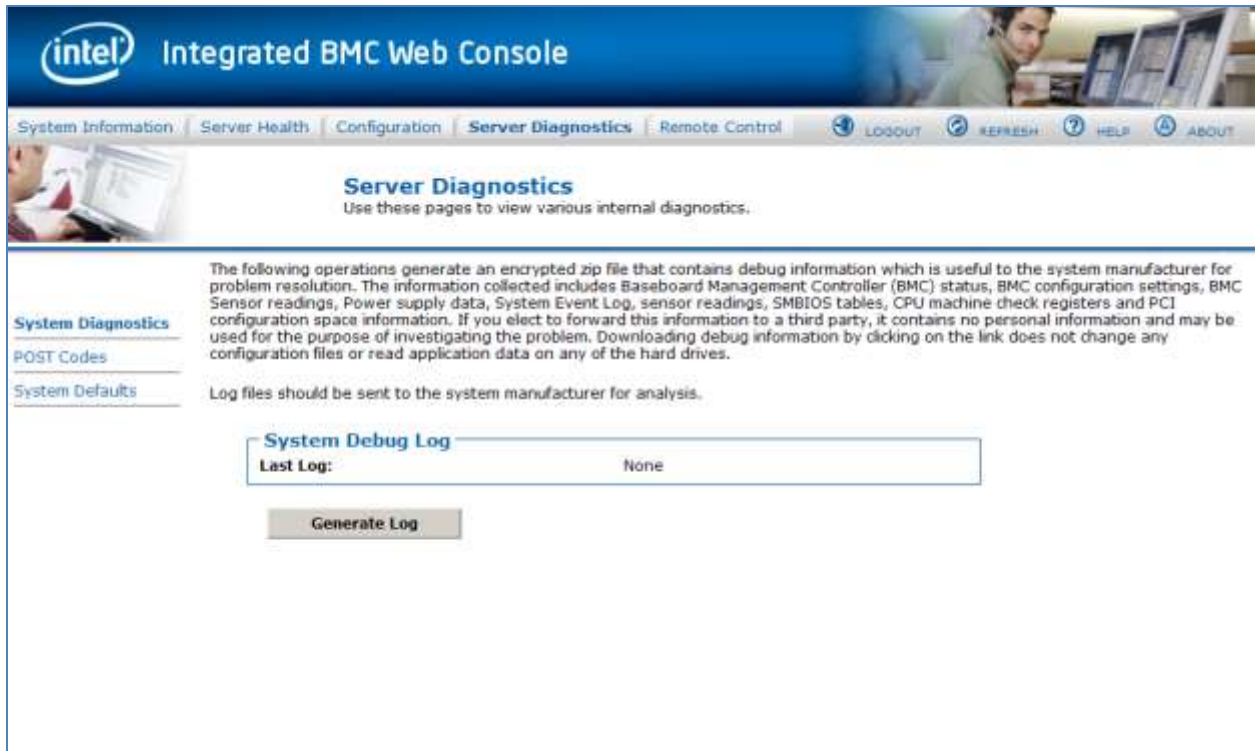 intel Integrated BMC Web Console
System Information Server Health Configuration Server Diagnostics Remote Control LOGOUT REFRESH HELP ABOUT
Server Diagnostics
Use these pages to view various internal diagnostics.
System Diagnostics
POST Codes
System Defaults
The following operations generate an encrypted zip file that contains debug information which is useful to the system manufacturer for
problem resolution. The information collected includes Baseboard Management Controller (BMC) status, BMC configuration settings, BMC
Sensor readings, Power supply data, System Event Log, sensor readings, SMBIOS tables, CPU machine check registers and PCI
configuration space information. If you elect to forward this information to a third party, it contains no personal information and may be
used for the purpose of investigating the problem. Downloading debug information by clicking on the link does not change any
configuration files or read application data on any of the hard drives.
Log files should be sent to the system manufacturer for analysis.
System Debug Log
Last Log: None
Generate Log